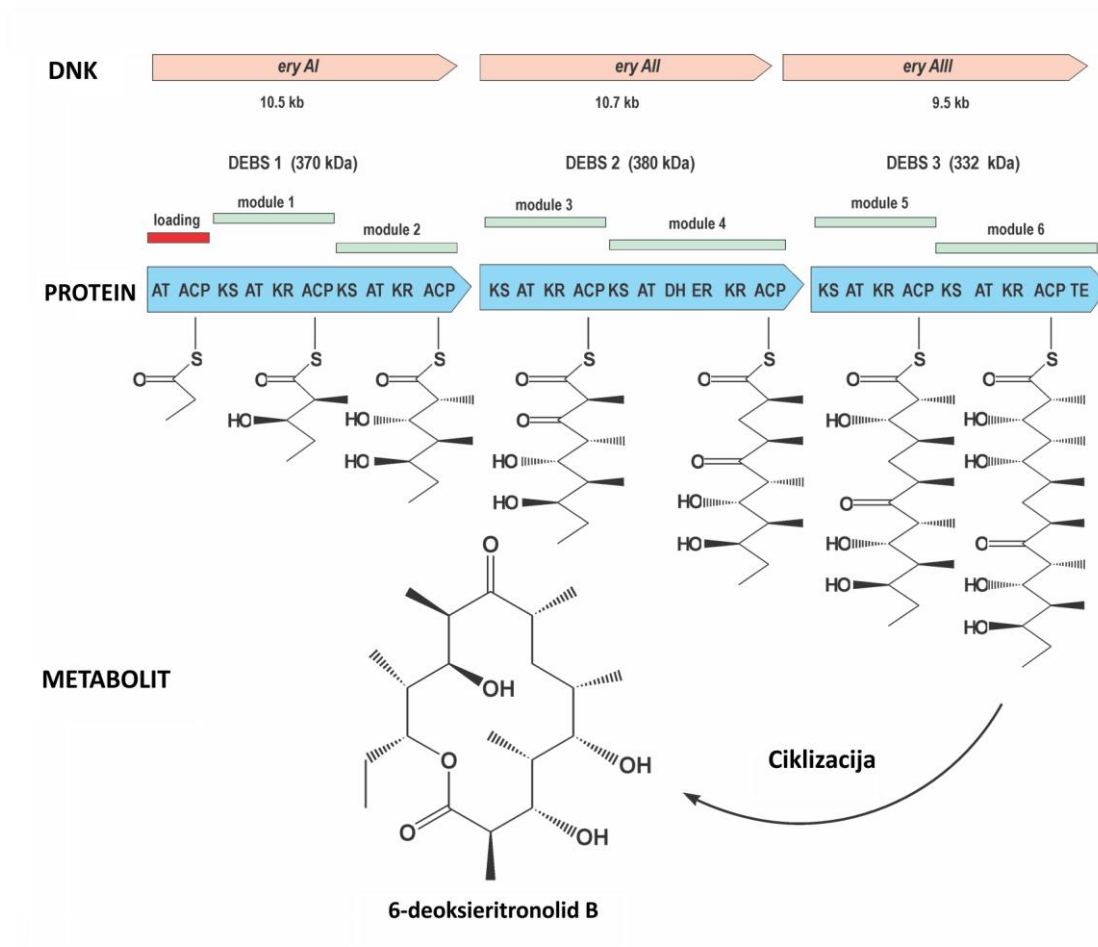 DNK
ery AI
ery AII
ery AIII
10.5 kb
10.7 kb
9.5 kb
DEBS 1 (370 kDa)
DEBS 2 (380 kDa)
DEBS 3 (332 kDa)
loading
module 1
module 2
module 3
module 4
module 5
module 6
PROTEIN
AT ACP KS AT KR ACP KS AT KR ACP
KS AT KR ACP KS AT DH ER KR ACP
KS AT KR ACP KS AT KR ACP TE
S
O
S
O
HO
S
O
HO
HO
S
O
O
HO
HO
S
O
O
HO
HO
S
O
HO
O
HO
HO
S
O
HO
HO
O
HO
HO
METABOLIT
O
OH
O
O
OH
OH
Ciklizacija
6-deoksieritronolid B